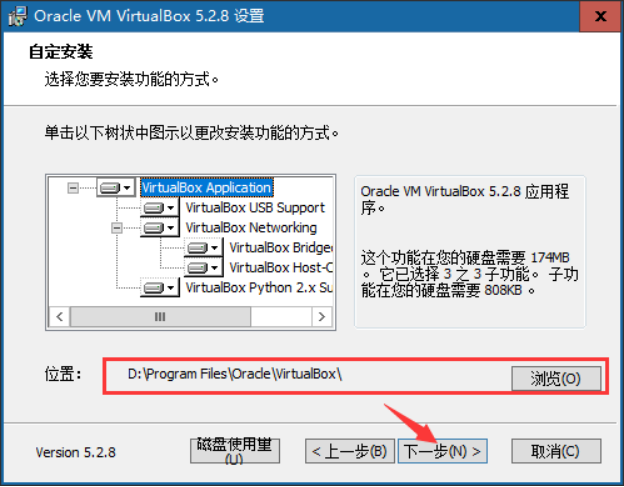 Oracle VM VirtualBox 5.2.8 设置
自定安装
选择您要安装功能的方式。
单击以下树状中图示以更改安装功能的方式。
VirtualBox Application
VirtualBox USB Support
VirtualBox Networking
VirtualBox Bridged
VirtualBox Host-O
VirtualBox Python 2.x Su
Oracle VM VirtualBox 5.2.8 应用程
序。
这个功能在您的硬盘需要 174MB
。 它已选择 3 之 3 子功能。 子功
能在您的硬盘需要 808KB 。
位置：
D:\Program Files\Oracle\VirtualBox\
浏览(O)
Version 5.2.8
磁盘使用量
(U)
< 上一步(B)
下一步(N) >
取消(C)